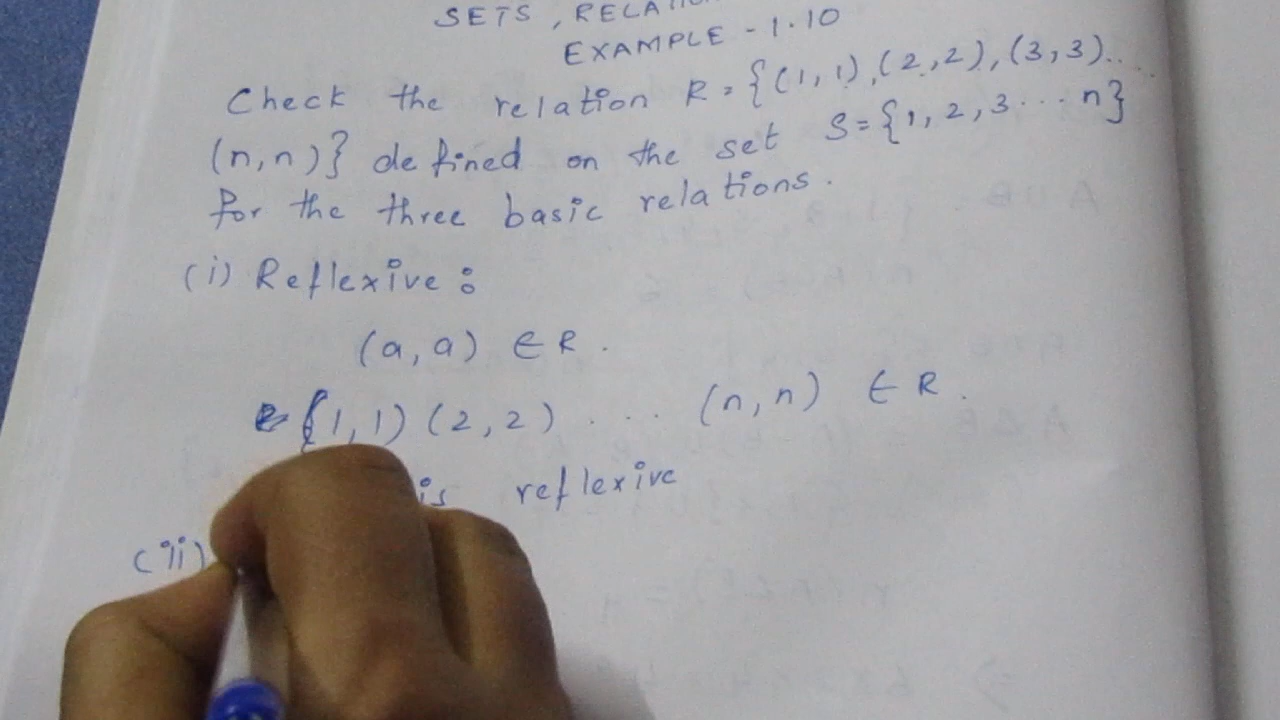 SETS, RELATION
EXAMPLE - 1.10
Check the relation R = {(1,1), (2,2), (3,3)....
(n,n)} defined on the set S={1,2,3...n}
for the three basic relations.
(i) Reflexive :
(a,a) ∈ R.
(1,1) (2,2) .... (n,n) ∈ R.
is reflexive
(ii)